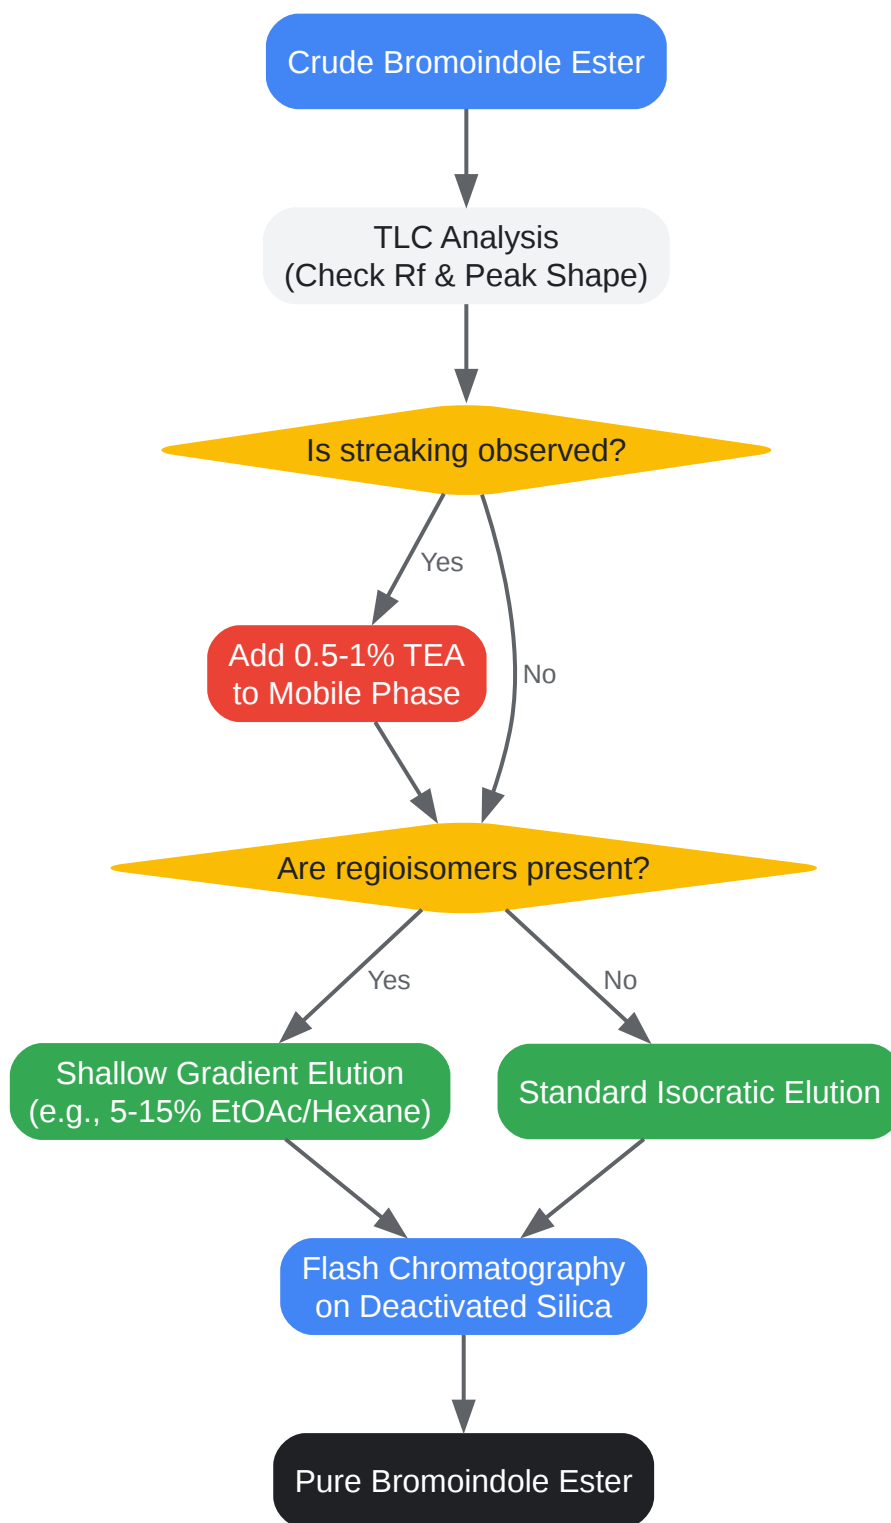 Crude Bromoindole Ester
TLC Analysis
(Check Rf & Peak Shape)
Is streaking observed?
Yes
Add 0.5-1% TEA
to Mobile Phase
No
Are regioisomers present?
Yes
No
Shallow Gradient Elution
(e.g., 5-15% EtOAc/Hexane)
Standard Isocratic Elution
Flash Chromatography
on Deactivated Silica
Pure Bromoindole Ester